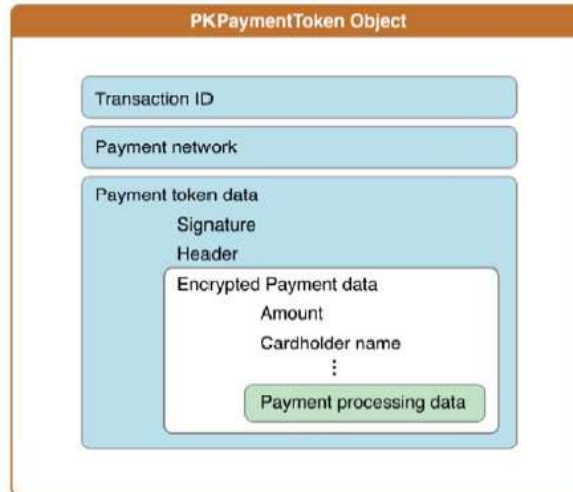 PKPaymentToken Object
Transaction ID
Payment network
Payment token data
Signature
Header
Encrypted Payment data
Amount
Cardholder name
⋮
Payment processing data